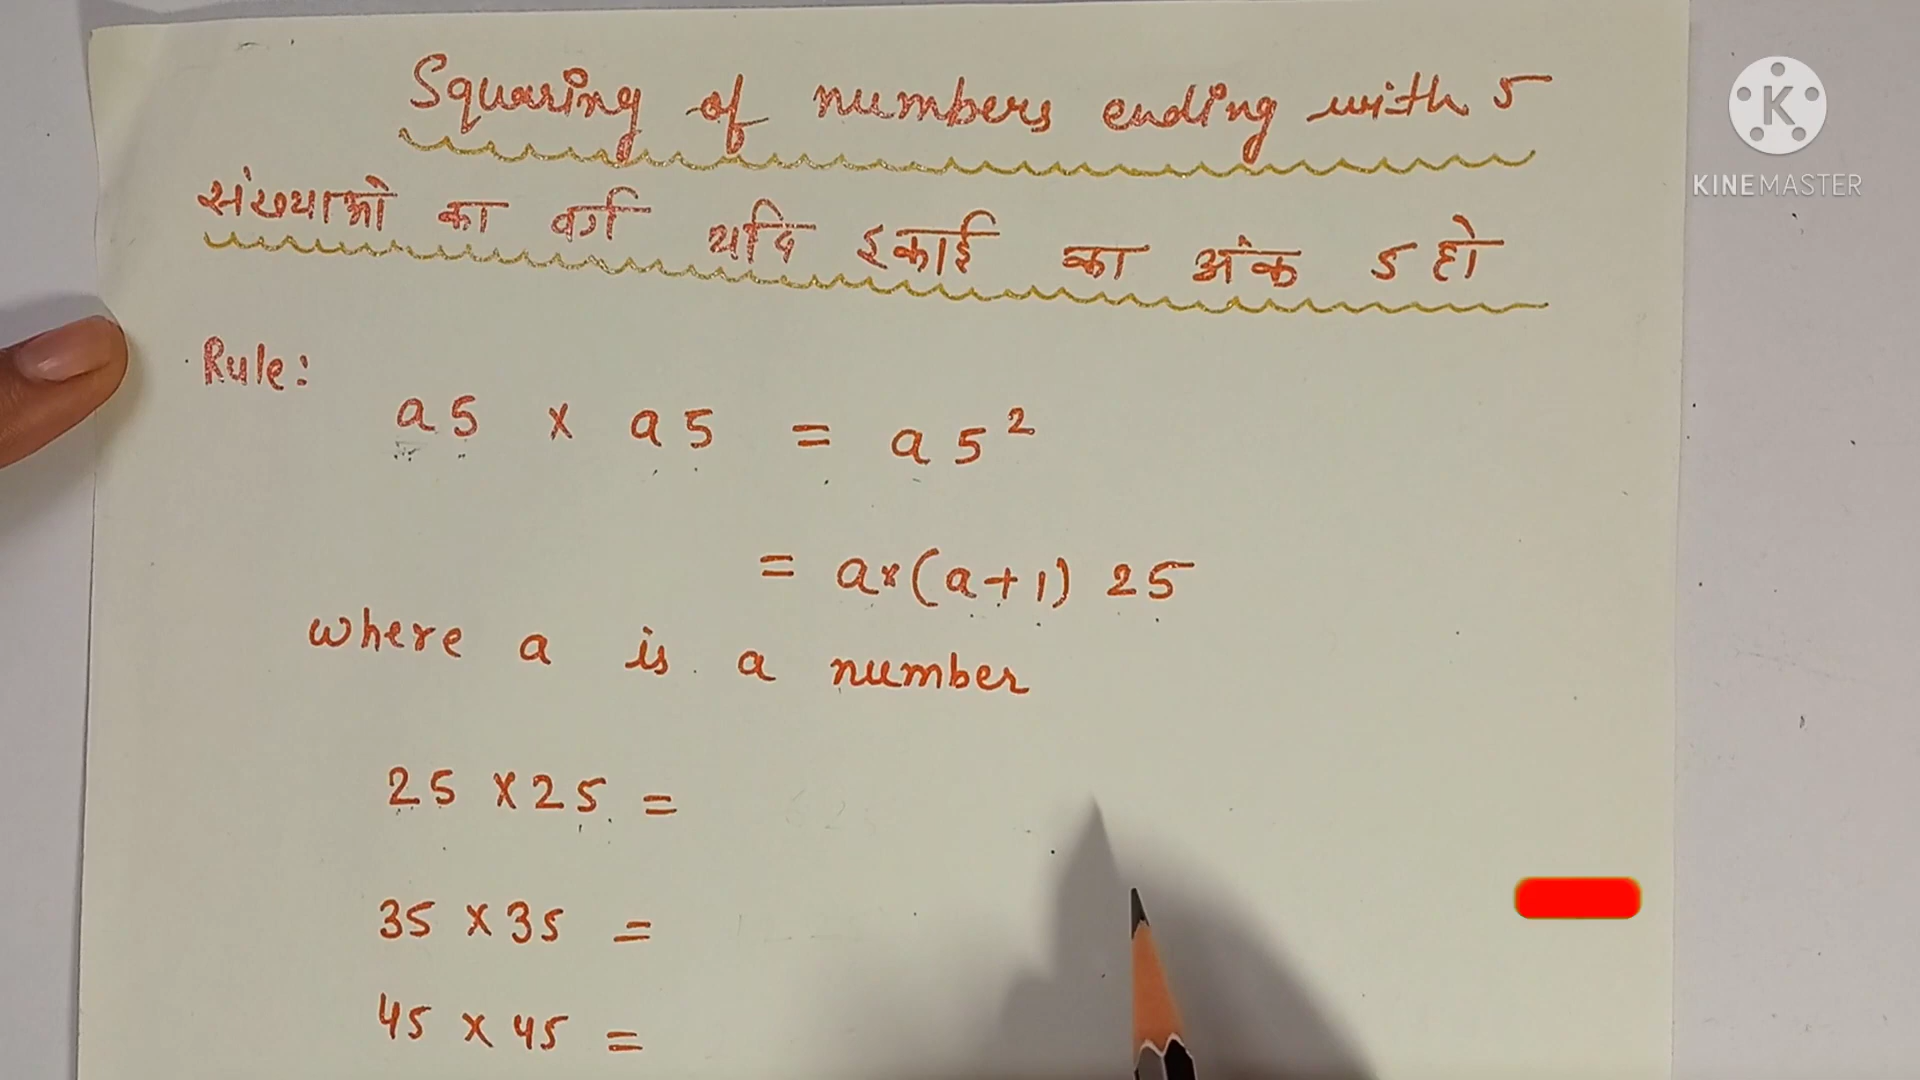 Squaring of numbers ending with 5
संख्याओ का वर्ग यदि इकाई का अंक 5 हो
Rule:
a5 x a5 = a5²
= a×(a+1) 25
where a is a number
25 x 25 =
35 x 35 =
45 x 45 =
K
KINEMASTER